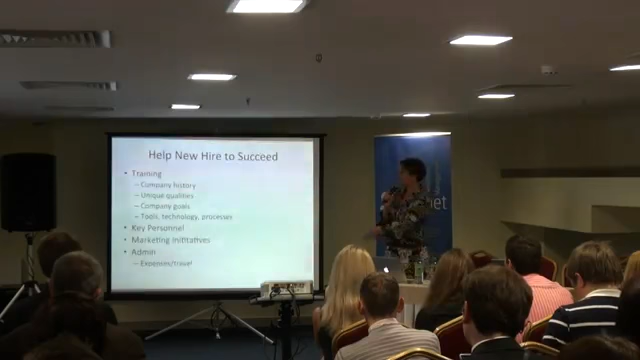 Help New Hire to Succeed
• Training
– Company history
– Unique qualities
– Company goals
– Tools, technology, processes
• Key Personnel
• Marketing Initiatives
• Admin
– Expenses/travel
net